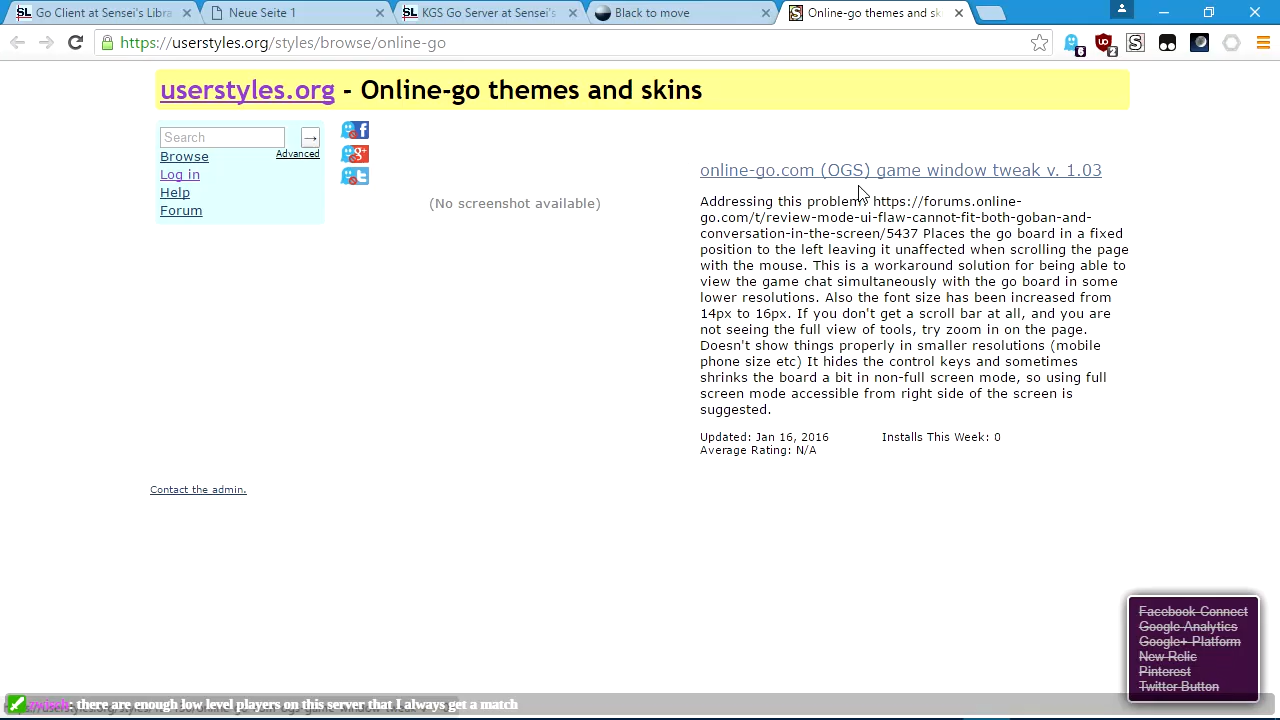 Go Client at Sensei's Libra
Neue Seite 1
KGS Go Server at Sensei's
Black to move
Online-go themes and sk
https://userstyles.org/styles/browse/online-go
6
2
userstyles.org - Online-go themes and skins
Search
→
Advanced
Browse
Log in
Help
Forum
(No screenshot available)
online-go.com (OGS) game window tweak v. 1.03
Addressing this problem: https://forums.online-
go.com/t/review-mode-ui-flaw-cannot-fit-both-goban-and-
conversation-in-the-screen/5437 Places the go board in a fixed
position to the left leaving it unaffected when scrolling the page
with the mouse. This is a workaround solution for being able to
view the game chat simultaneously with the go board in some
lower resolutions. Also the font size has been increased from
14px to 16px. If you don't get a scroll bar at all, and you are
not seeing the full view of tools, try zoom in on the page.
Doesn't show things properly in smaller resolutions (mobile
phone size etc) It hides the control keys and sometimes
shrinks the board a bit in non-full screen mode, so using full
screen mode accessible from right side of the screen is
suggested.
Updated: Jan 16, 2016 Installs This Week: 0
Average Rating: N/A
Contact the admin.
Facebook Connect
Google Analytics
Google+ Platform
New Relic
Pinterest
Twitter Button
zwisch: there are enough low level players on this server that I always get a match